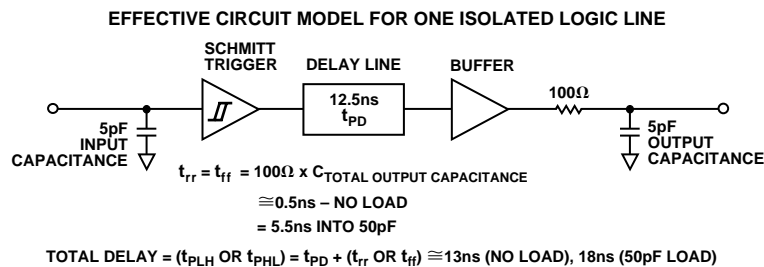 EFFECTIVE CIRCUIT MODEL FOR ONE ISOLATED LOGIC LINE
SCHMITT
TRIGGER
DELAY LINE
BUFFER
12.5ns
tPD
100Ω
5pF
INPUT
CAPACITANCE
5pF
OUTPUT
CAPACITANCE
trr = tff = 100Ω x CTOTAL OUTPUT CAPACITANCE
≅0.5ns – NO LOAD
= 5.5ns INTO 50pF
TOTAL DELAY = (tPLH OR tPHL) = tPD + (trr OR tff) ≅13ns (NO LOAD), 18ns (50pF LOAD)